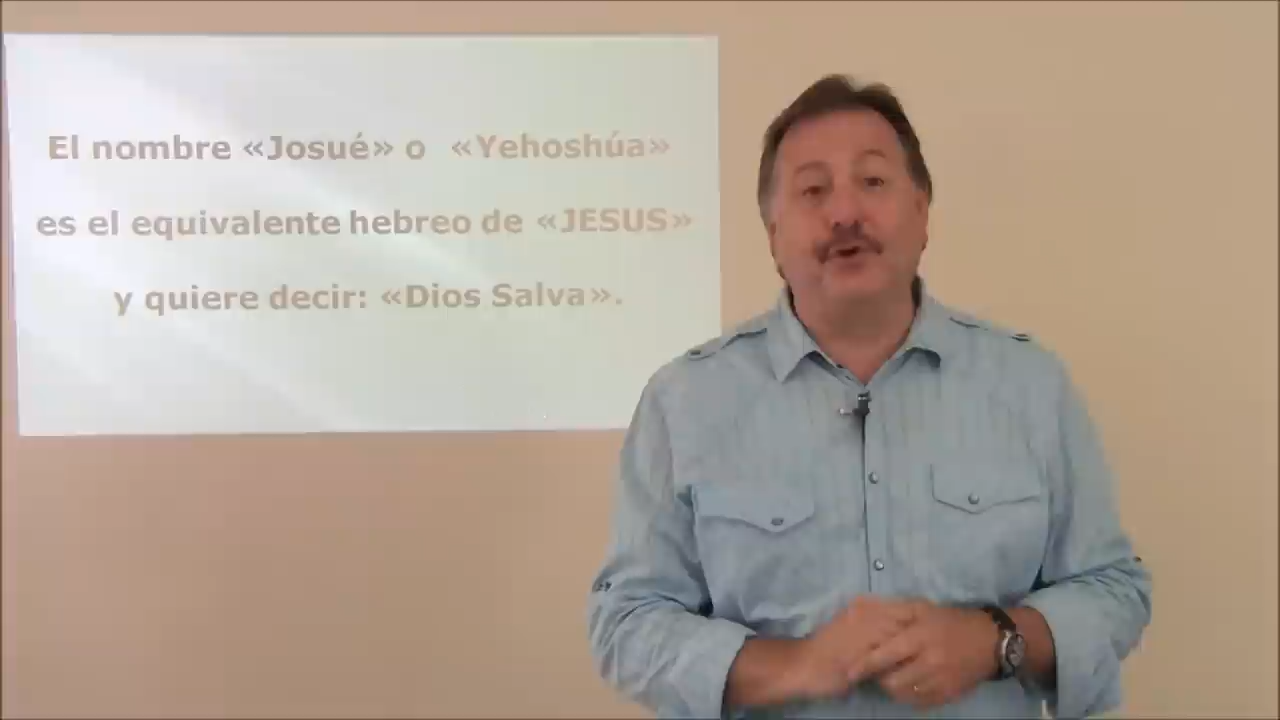 El nombre «Josué» o «Yehoshúa»
es el equivalente hebreo de «JESUS»
y quiere decir: «Dios Salva».